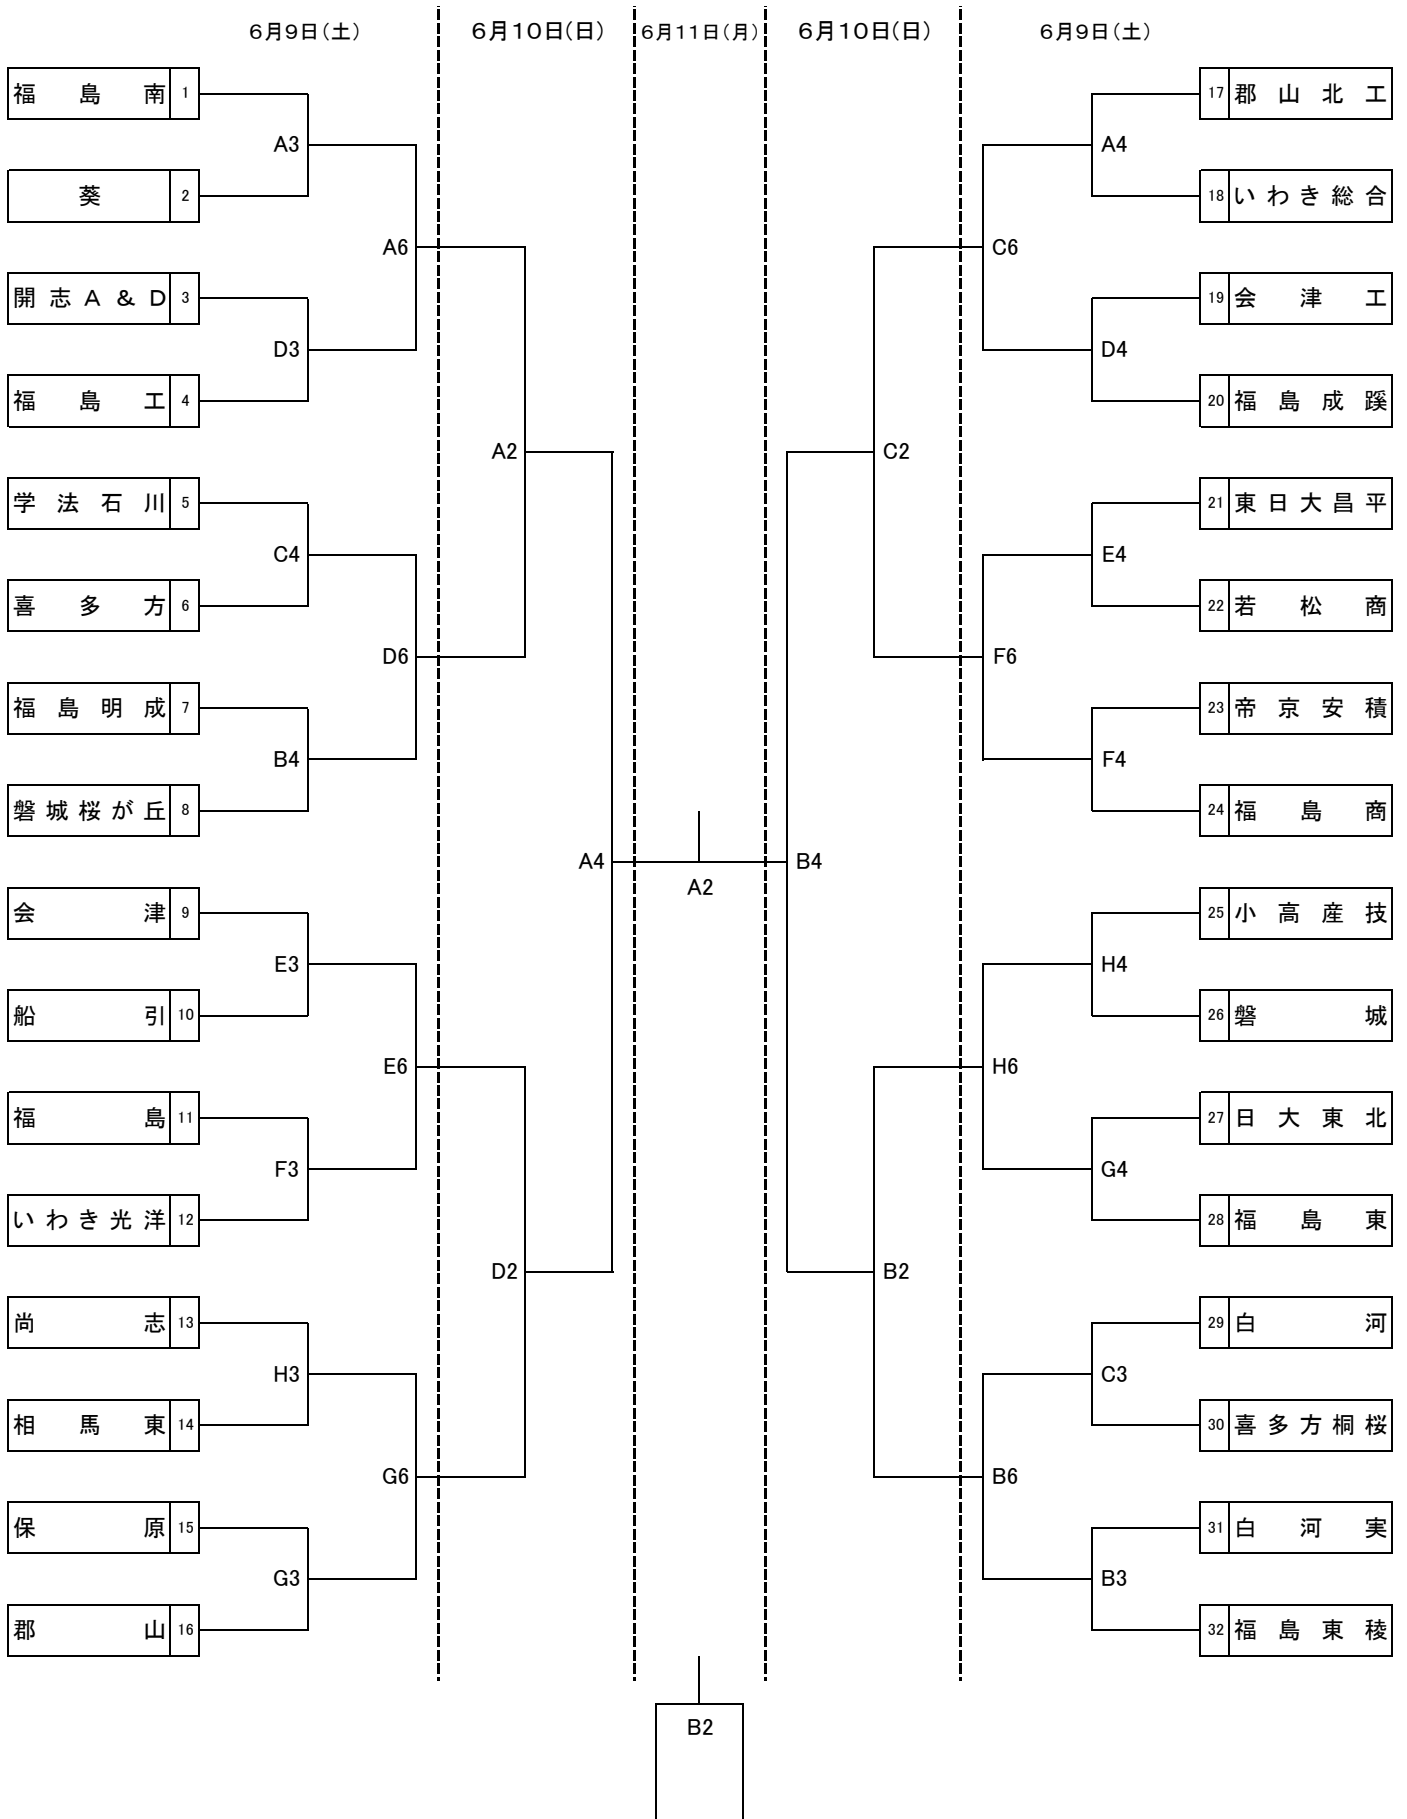 6月9日(土) 6月10日(日) 6月11日(月) 6月10日(日) 6月9日(土)
福島南 1 17 郡山北工
A3 A4
葵 2 18 いわき総合
A6 C6
開志A&D 3 19 会津工
D3 D4
福島工 4 20 福島成蹊
A2 C2
学法石川 5 21 東日大昌平
C4 E4
喜多方 6 22 若松商
D6 F6
福島明成 7 23 帝京安積
B4 F4
磐城桜が丘 8 24 福島商
A4 B4
A2
会津 9 25 小高産技
E3 H4
船引 10 26 磐城
E6 H6
福島 11 27 日大東北
F3 G4
いわき光洋 12 28 福島東
D2 B2
尚志 13 29 白河
H3 C3
相馬東 14 30 喜多方桐桜
G6 B6
保原 15 31 白河実
G3 B3
郡山 16 32 福島東稜
B2